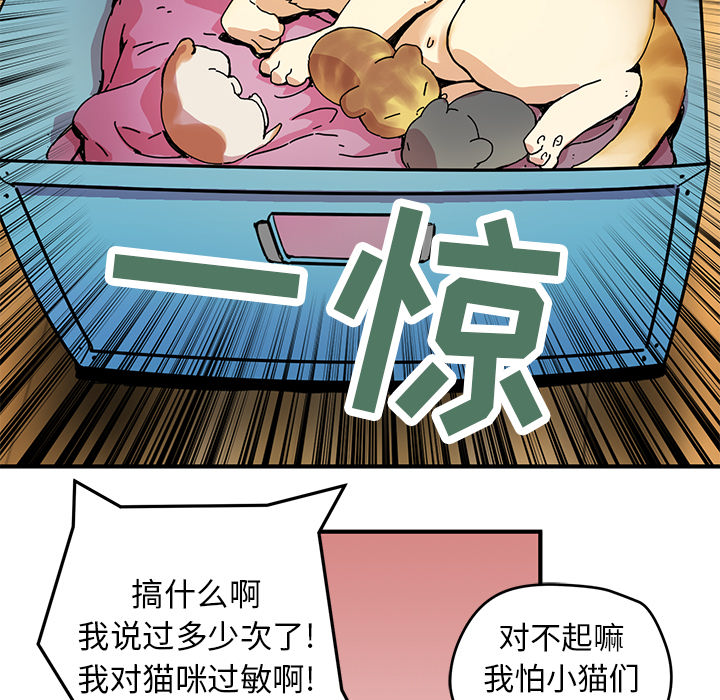 一惊
搞什么啊
我说过多少次了!
我对猫咪过敏啊!
对不起嘛
我怕小猫们